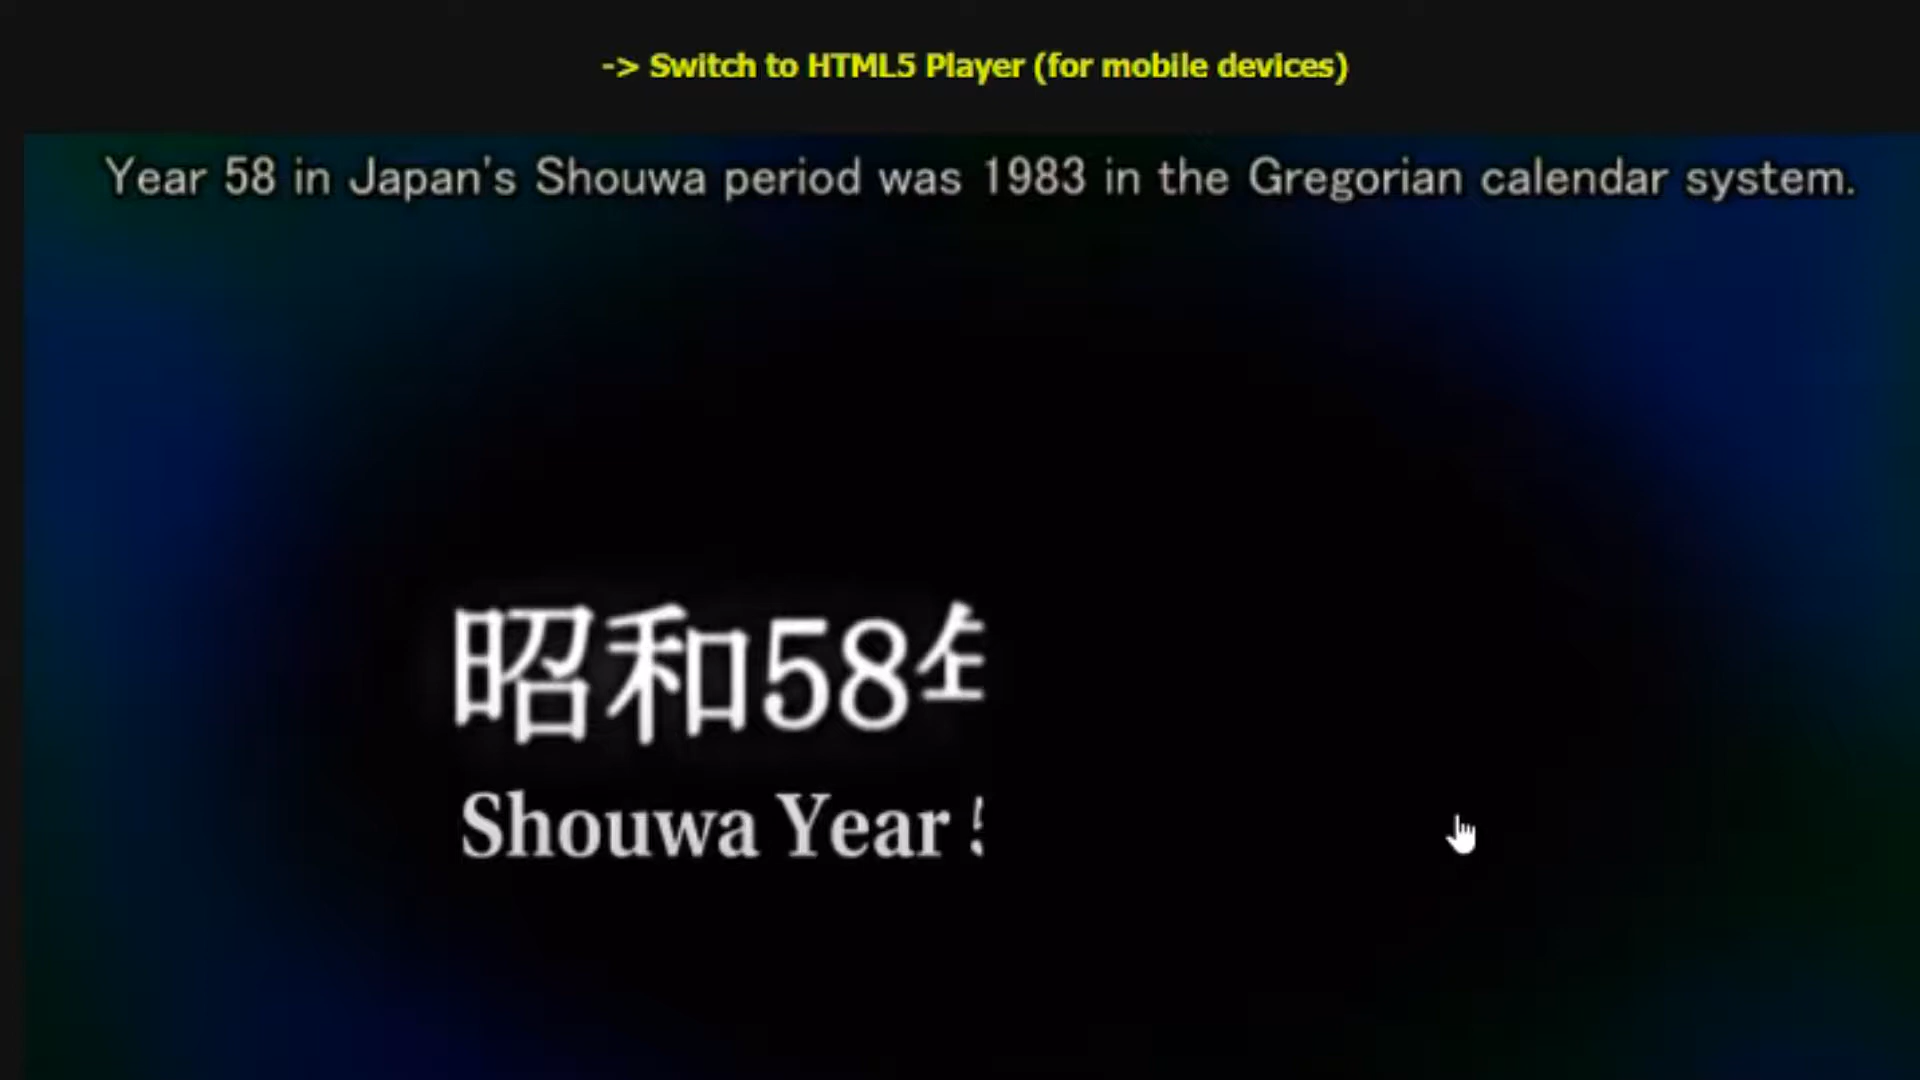 -> Switch to HTML5 Player (for mobile devices)
Year 58 in Japan's Shouwa period was 1983 in the Gregorian calendar system.
昭和58
Shouwa Year